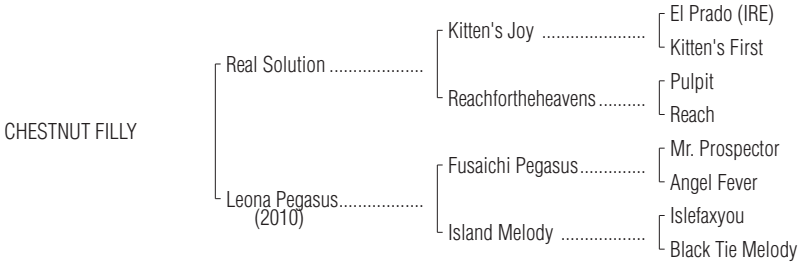 El Prado (IRE)
Kitten's Joy ......................
Kitten's First
Real Solution ....................
Pulpit
Reachfortheheavens..........
Reach
CHESTNUT FILLY
Mr. Prospector
Fusaichi Pegasus..............
Angel Fever
Leona Pegasus..................
(2010)
Islefaxyou
Island Melody ..................
Black Tie Melody